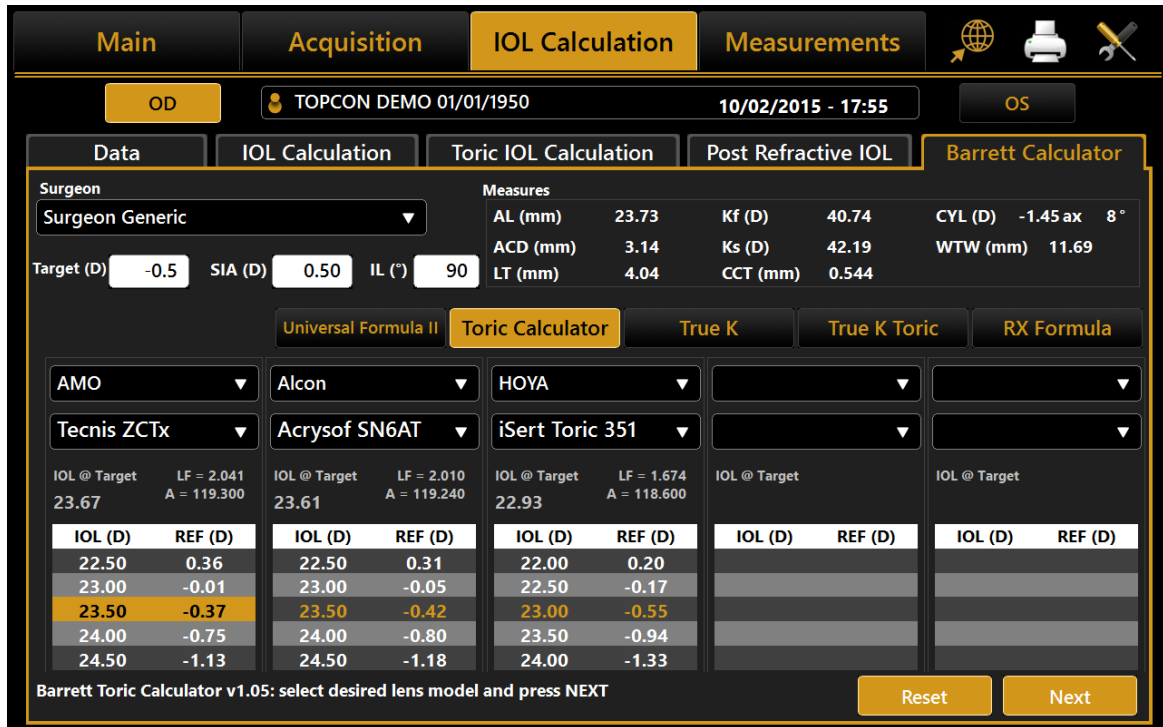 Main Acquisition IOL Calculation Measurements
OD TOPCON DEMO 01/01/1950 10/02/2015 - 17:55 OS
Data IOL Calculation Toric IOL Calculation Post Refractive IOL Barrett Calculator
Surgeon
Surgeon Generic
Target (D) -0.5 SIA (D) 0.50 IL (°) 90
Measures
AL (mm) 23.73 Kf (D) 40.74 CYL (D) -1.45 ax 8°
ACD (mm) 3.14 Ks (D) 42.19 WTW (mm) 11.69
LT (mm) 4.04 CCT (mm) 0.544
Universal Formula II Toric Calculator True K True K Toric RX Formula
AMO Alcon HOYA
Tecnis ZCTx Acrysof SN6AT iSert Toric 351
IOL @ Target LF = 2.041 IOL @ Target LF = 2.010 IOL @ Target LF = 1.674 IOL @ Target IOL @ Target
23.67 A = 119.300 23.61 A = 119.240 22.93 A = 118.600
IOL (D) REF (D) IOL (D) REF (D) IOL (D) REF (D) IOL (D) REF (D) IOL (D) REF (D)
22.50 0.36 22.50 0.31 22.00 0.20
23.00 -0.01 23.00 -0.05 22.50 -0.17
23.50 -0.37 23.50 -0.42 23.00 -0.55
24.00 -0.75 24.00 -0.80 23.50 -0.94
24.50 -1.13 24.50 -1.18 24.00 -1.33
Barrett Toric Calculator v1.05: select desired lens model and press NEXT
Reset Next